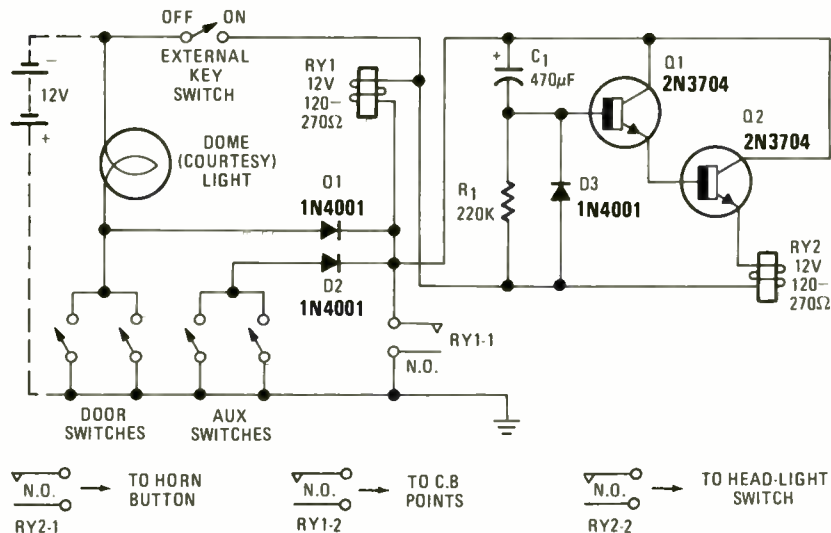 OFF ON
EXTERNAL
KEY
SWITCH
−
12V
+
DOME
(COURTESY)
LIGHT
RY1
12V
120–
270Ω
+ C1
470µF
Q1
2N3704
Q2
2N3704
D1
1N4001
D2
1N4001
R1
220K
D3
1N4001
RY2
12V
120–
270Ω
RY1-1
N.O.
DOOR
SWITCHES
AUX
SWITCHES
N.O.
RY2-1
TO HORN
BUTTON
N.O.
RY1-2
TO C.B
POINTS
N.O.
RY2-2
TO HEAD-LIGHT
SWITCH